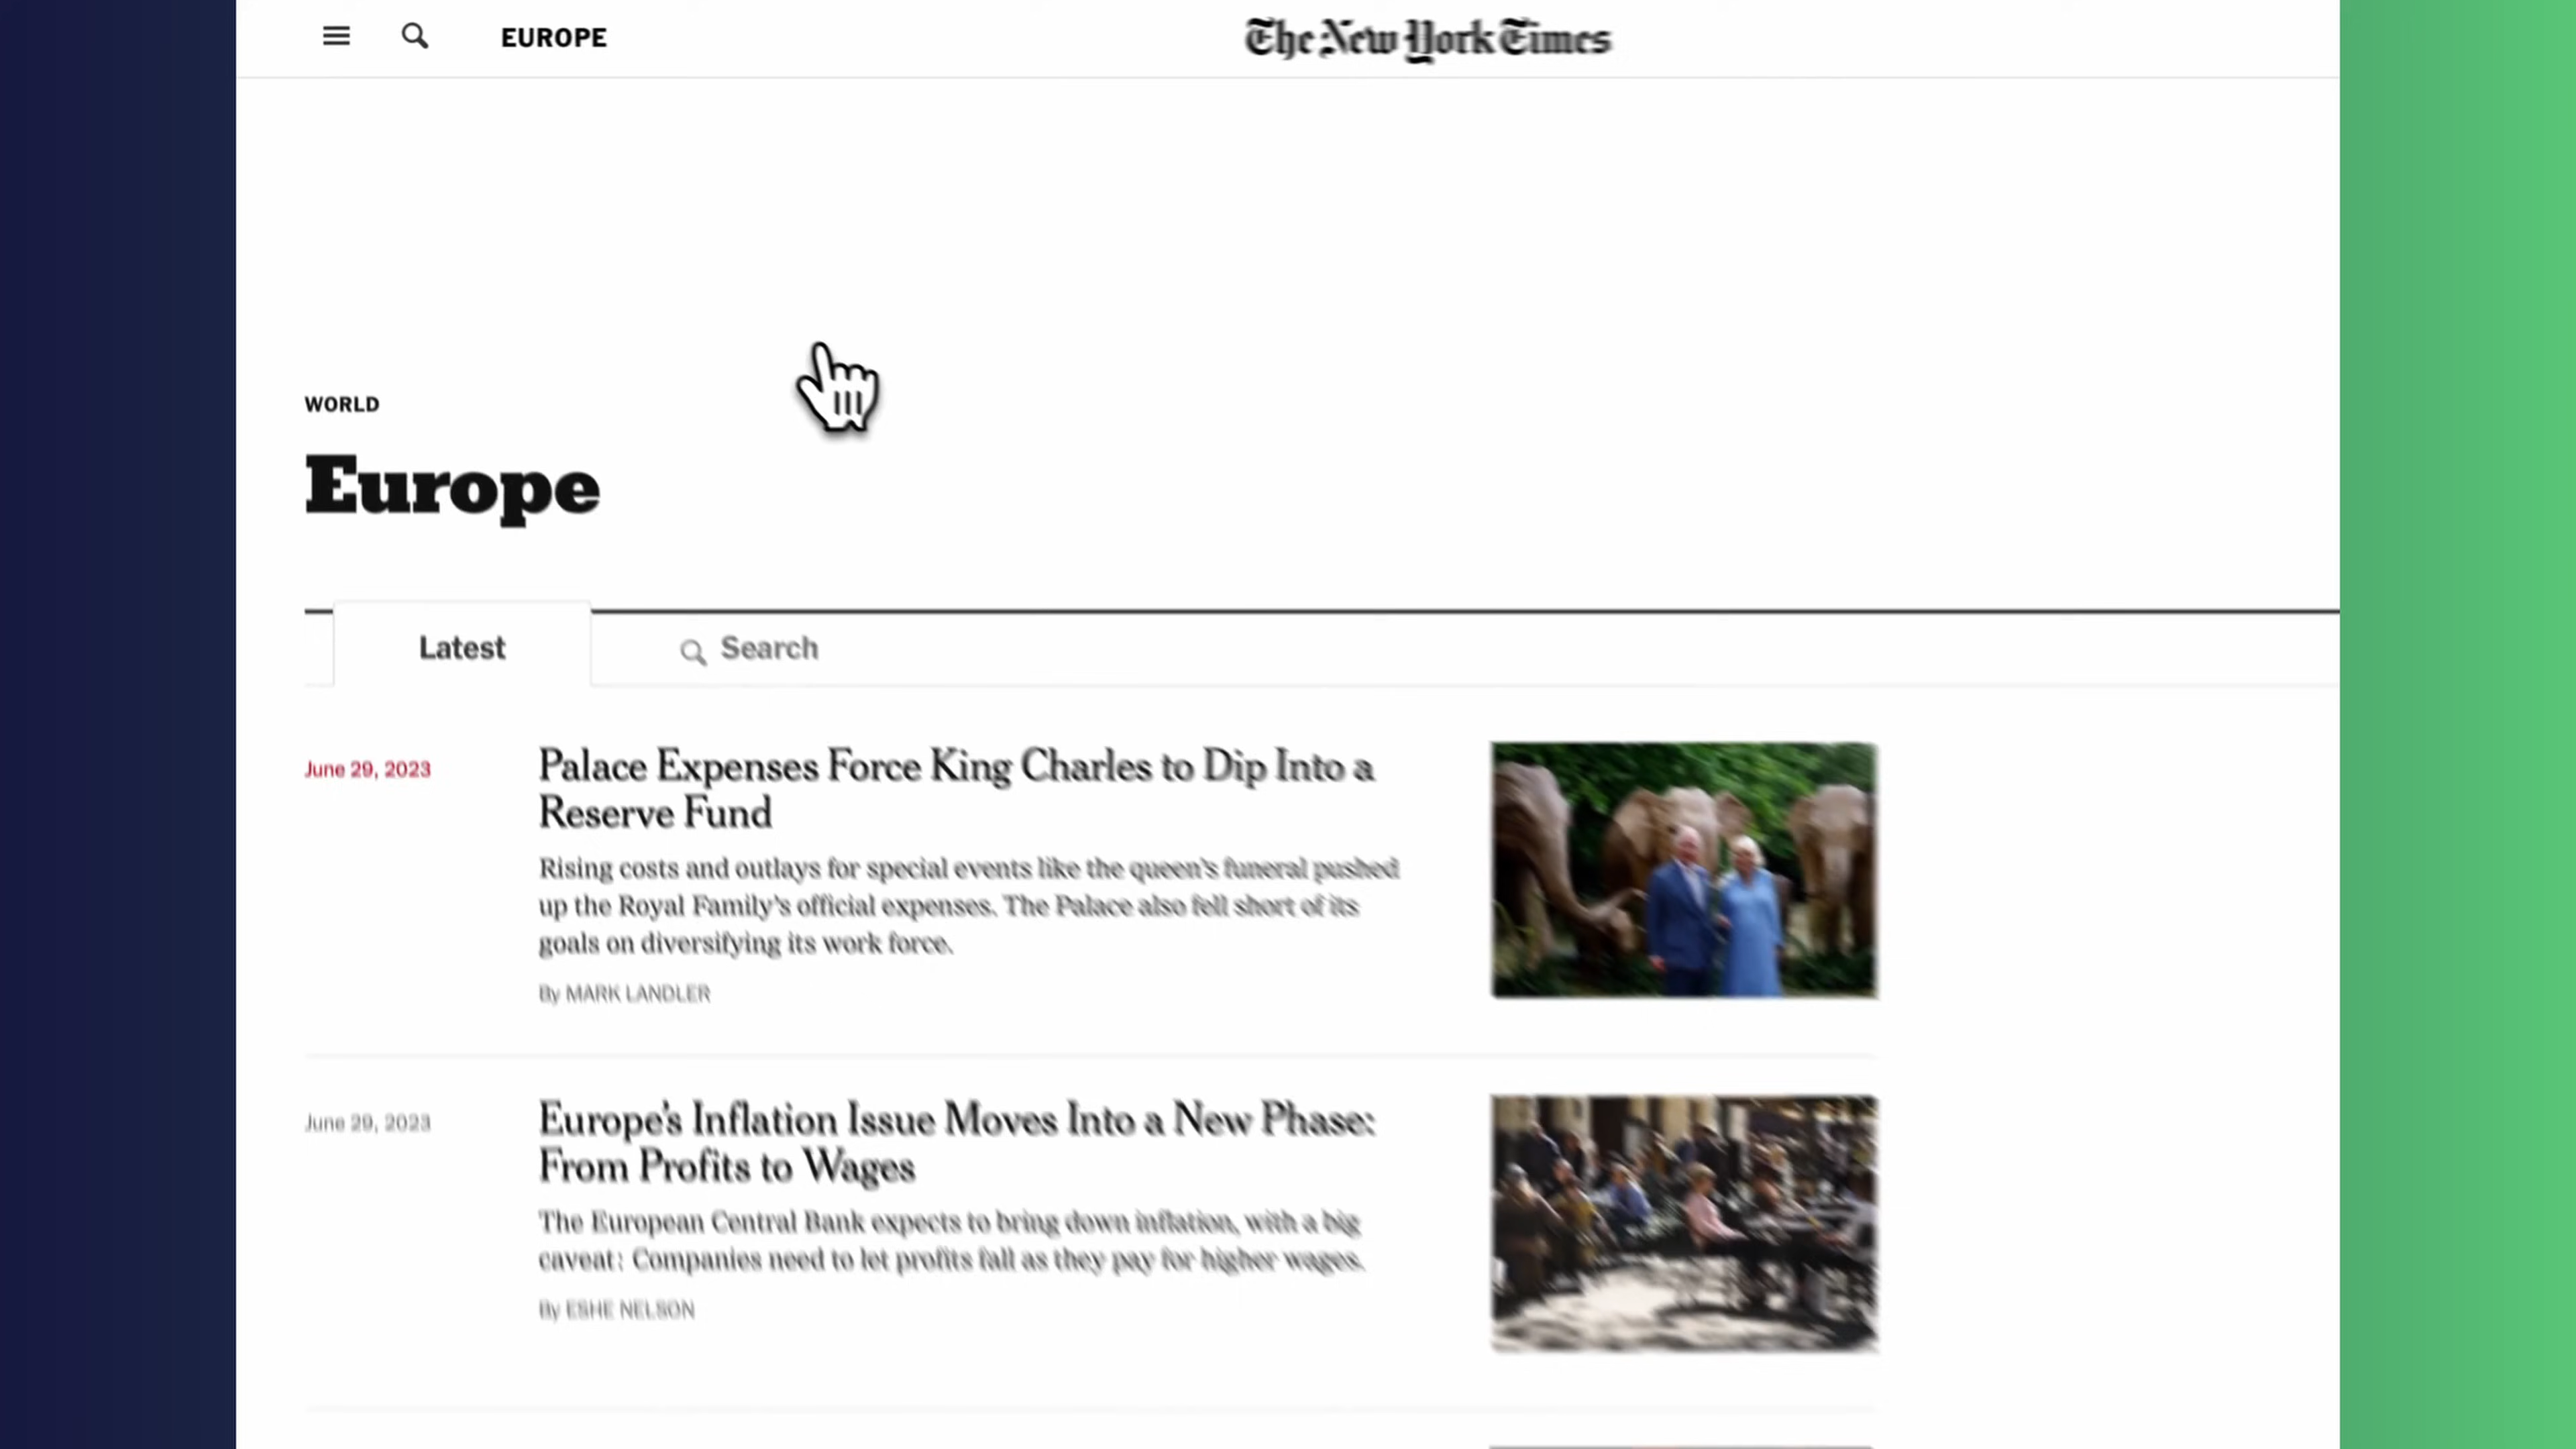 EUROPE
The New York Times
WORLD
Europe
Latest
Search
June 29, 2023
Palace Expenses Force King Charles to Dip Into a
Reserve Fund
Rising costs and outlays for special events like the queen's funeral pushed
up the Royal Family's official expenses. The Palace also fell short of its
goals on diversifying its work force.
By MARK LANDLER
June 29, 2023
Europe's Inflation Issue Moves Into a New Phase:
From Profits to Wages
The European Central Bank expects to bring down inflation, with a big
caveat: Companies need to let profits fall as they pay for higher wages.
By ESHE NELSON